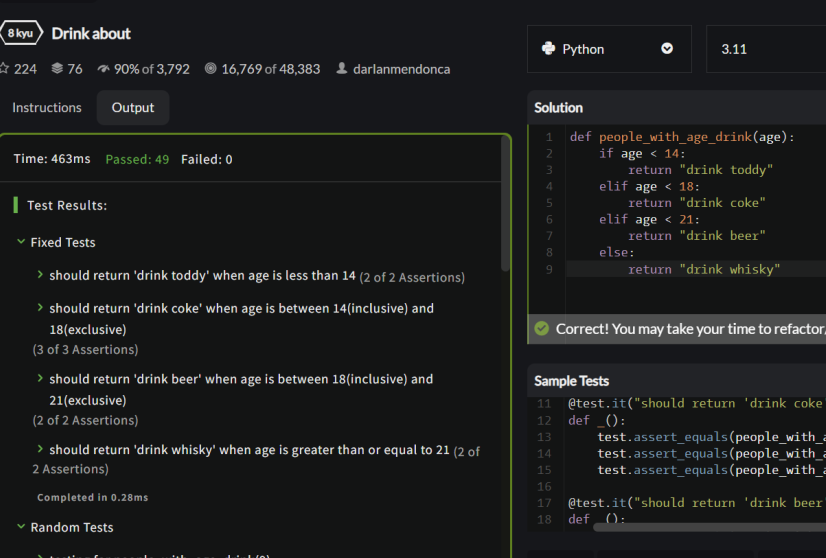 8 kyu Drink about
224 76 90% of 3,792 16,769 of 48,383 darlanmendonca
Instructions Output
Time: 463ms Passed: 49 Failed: 0
Test Results:
Fixed Tests
should return 'drink toddy' when age is less than 14 (2 of 2 Assertions)
should return 'drink coke' when age is between 14(inclusive) and
18(exclusive)
(3 of 3 Assertions)
should return 'drink beer' when age is between 18(inclusive) and
21(exclusive)
(2 of 2 Assertions)
should return 'drink whisky' when age is greater than or equal to 21 (2 of
2 Assertions)
Completed in 0.28ms
Random Tests
Python 3.11
Solution
1 def people_with_age_drink(age):
2 if age < 14:
3 return "drink toddy"
4 elif age < 18:
5 return "drink coke"
6 elif age < 21:
7 return "drink beer"
8 else:
9 return "drink whisky"
Correct! You may take your time to refactor/
Sample Tests
11 @test.it("should return 'drink coke
12 def _():
13 test.assert_equals(people_with_a
14 test.assert_equals(people_with_a
15 test.assert_equals(people_with_a
16
17 @test.it("should return 'drink beer'
18 def _():